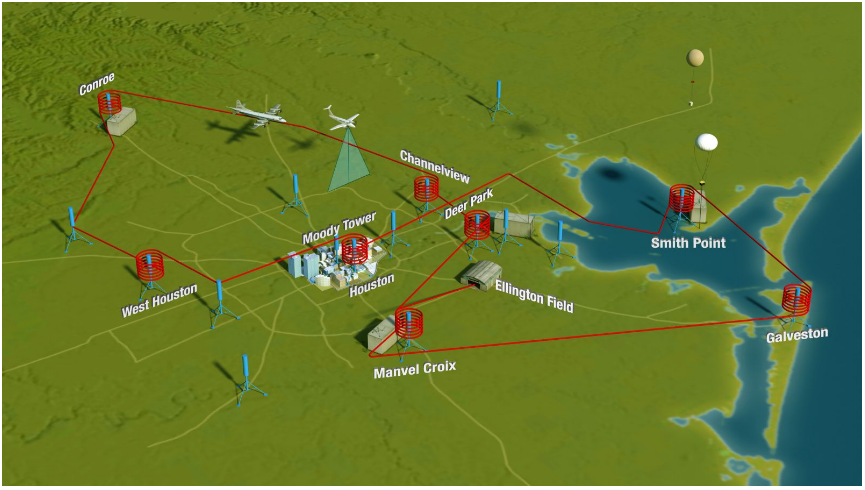 Conroe
Channelview
Deer Park
Moody Tower
Smith Point
West Houston
Houston
Ellington Field
Galveston
Manvel Croix